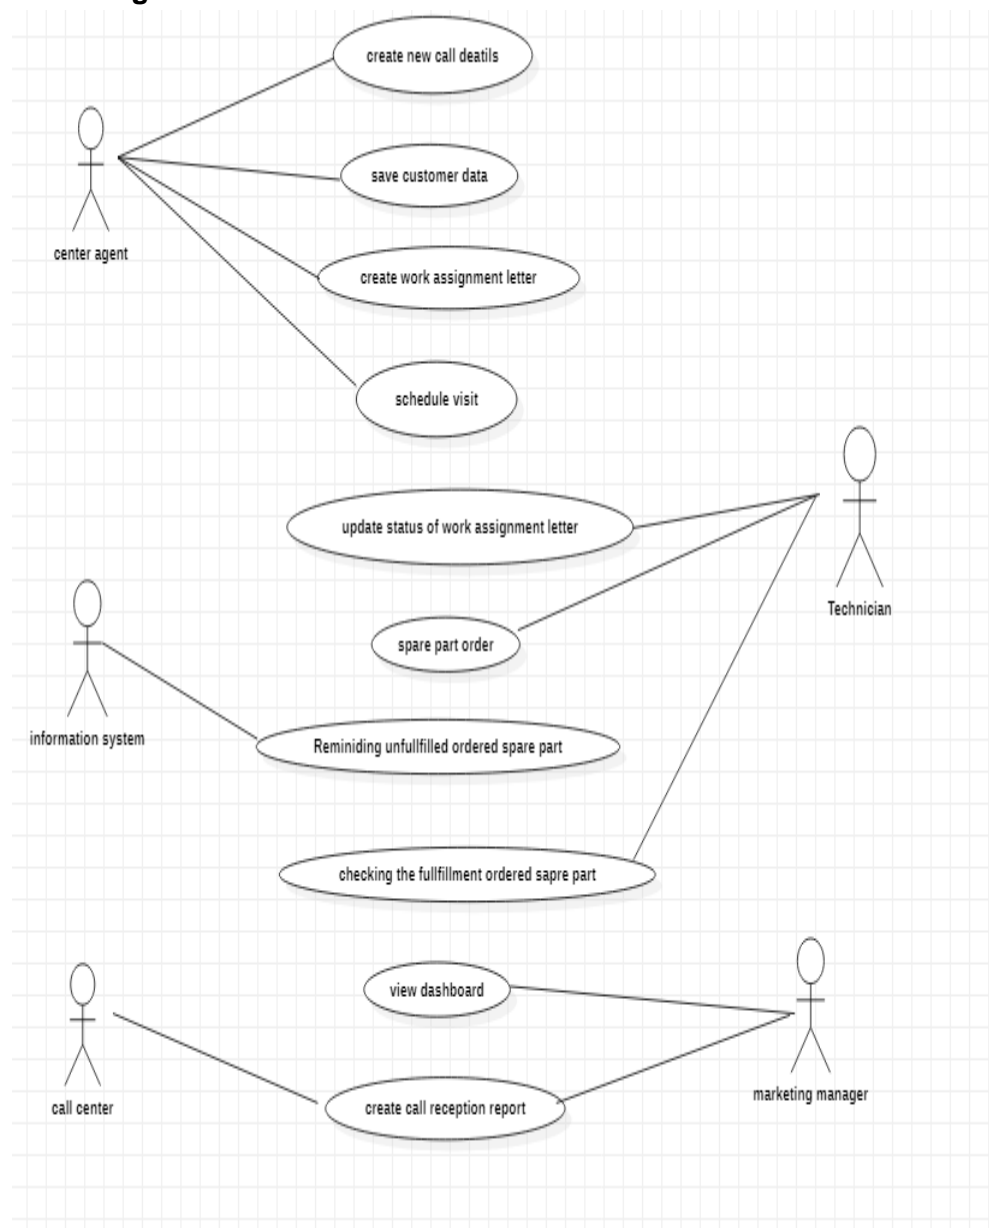 create new call deatils
save customer data
center agent
create work assignment letter
schedule visit
update status of work assignment letter
Technician
spare part order
information system
Reminiding unfullfilled ordered spare part
checking the fullfillment ordered sapre part
view dashboard
call center
create call reception report
marketing manager